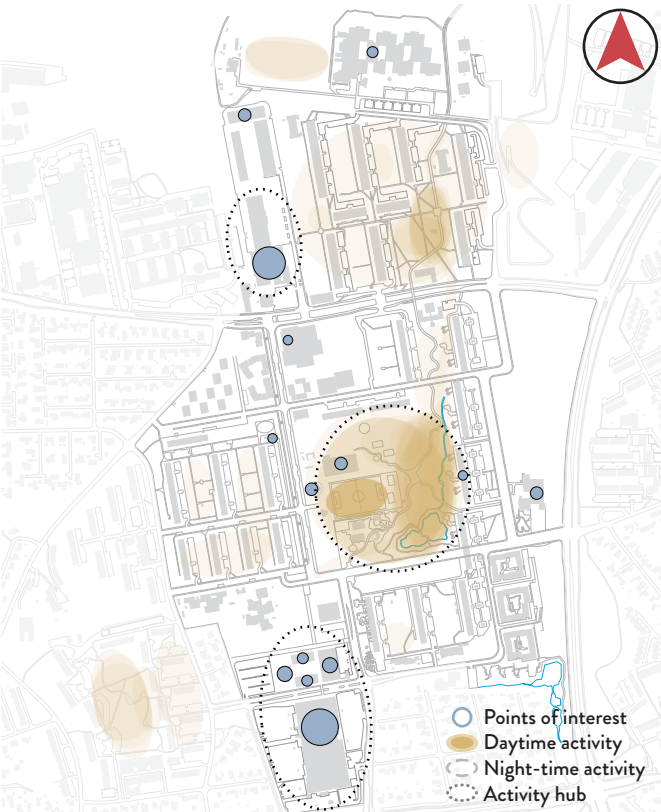 Points of interest
Daytime activity
Night-time activity
Activity hub